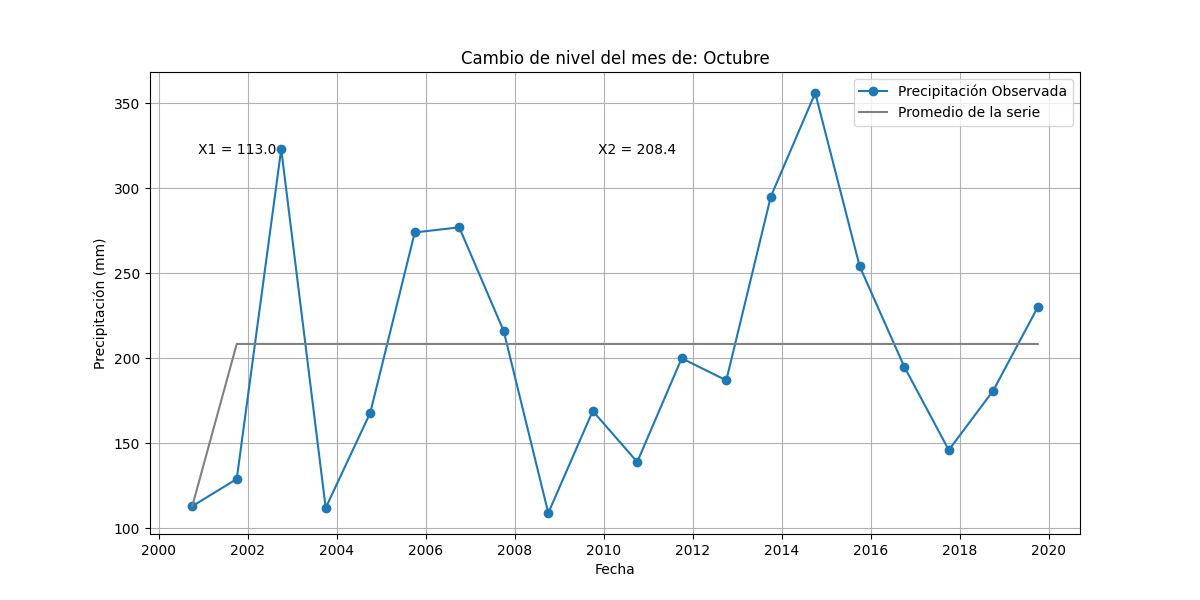 Cambio de nivel del mes de: Octubre
Precipitación Observada
Promedio de la serie
X1 = 113.0
X2 = 208.4
Precipitación (mm)
350
300
250
200
150
100
2000 2002 2004 2006 2008 2010 2012 2014 2016 2018 2020
Fecha